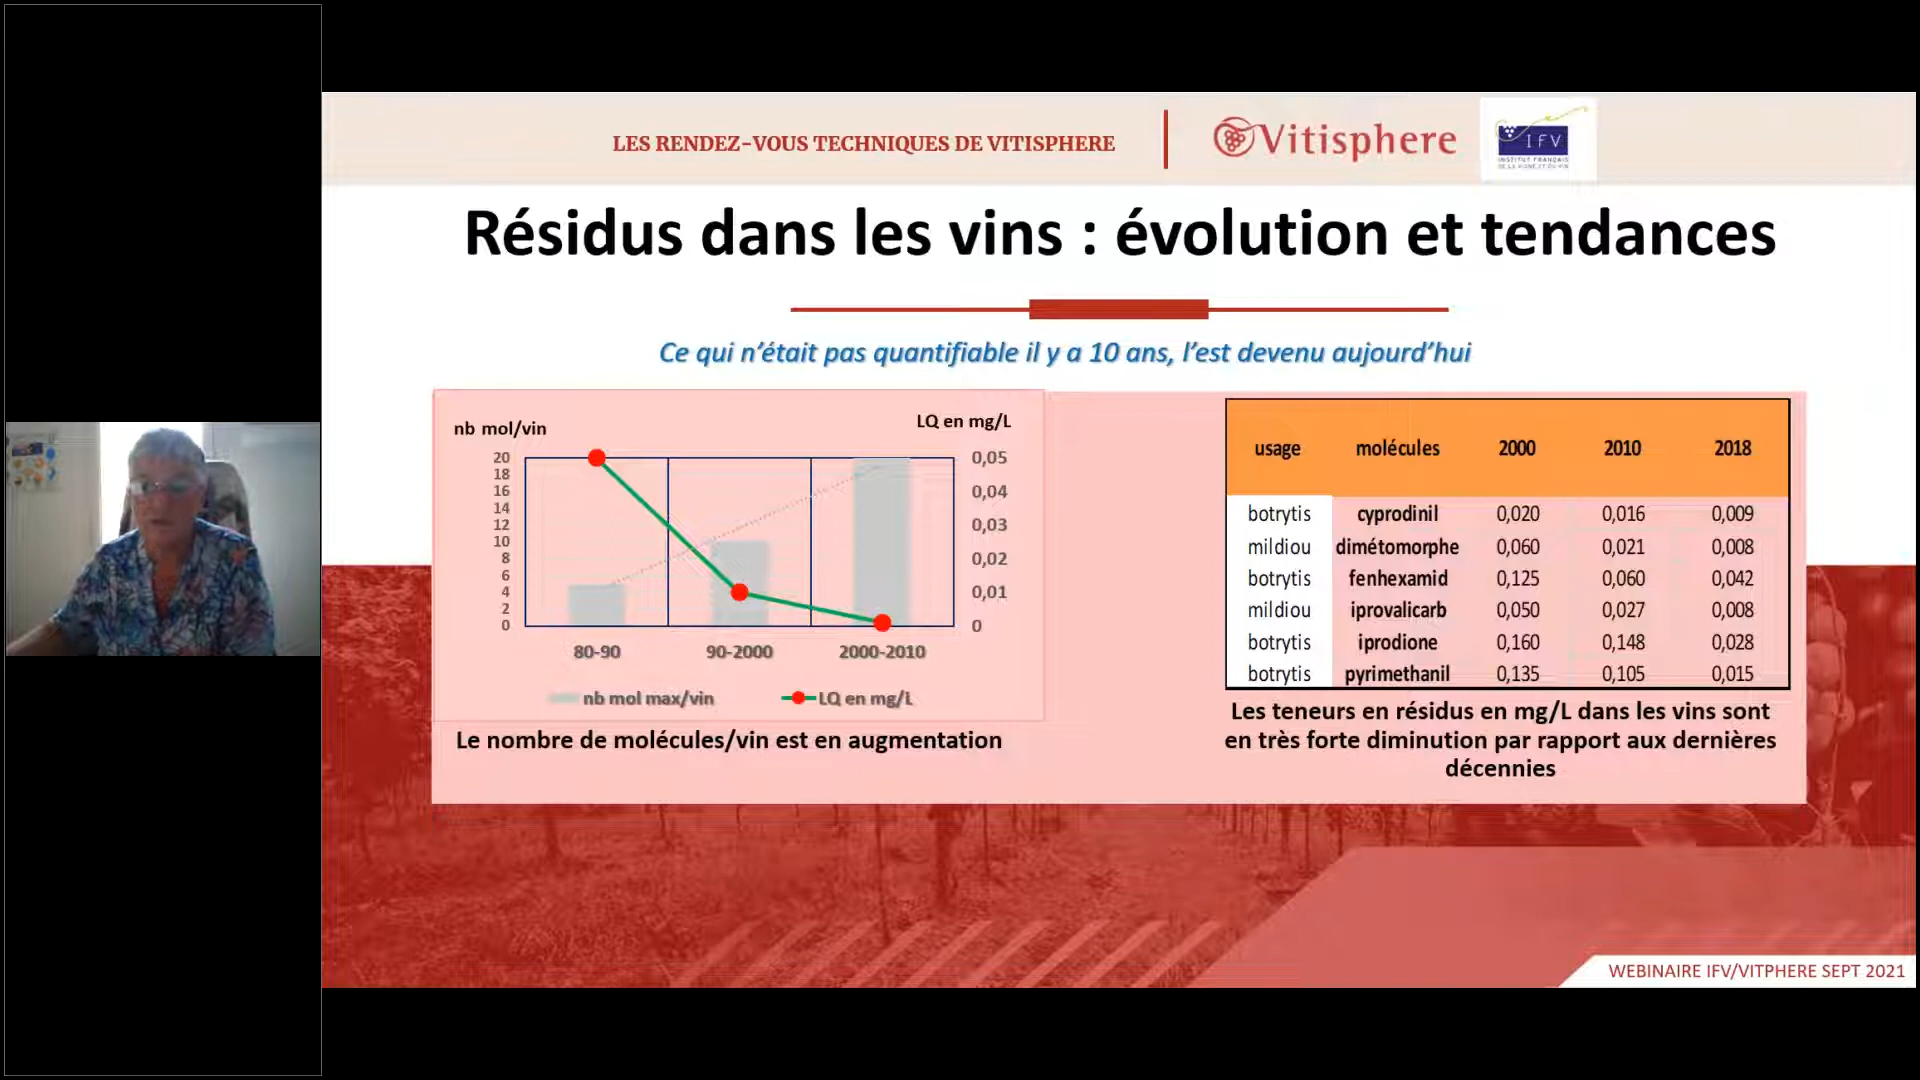 LES RENDEZ-VOUS TECHNIQUES DE VITISPHERE
Vitisphere
IFV
INSTITUT FRANÇAIS
DE LA VIGNE ET DU VIN
Résidus dans les vins : évolution et tendances
Ce qui n'était pas quantifiable il y a 10 ans, l'est devenu aujourd'hui
nb mol/vin
LQ en mg/L
20
18
16
14
12
10
8
6
4
2
0
0,05
0,04
0,03
0,02
0,01
0
80-90 90-2000 2000-2010
nb mol max/vin LQ en mg/L
Le nombre de molécules/vin est en augmentation
usage molécules 2000 2010 2018
botrytis cyprodinil 0,020 0,016 0,009
mildiou dimétomorphe 0,060 0,021 0,008
botrytis fenhexamid 0,125 0,060 0,042
mildiou iprovalicarb 0,050 0,027 0,008
botrytis iprodione 0,160 0,148 0,028
botrytis pyrimethanil 0,135 0,105 0,015
Les teneurs en résidus en mg/L dans les vins sont
en très forte diminution par rapport aux dernières
décennies
WEBINAIRE IFV/VITPHERE SEPT 2021